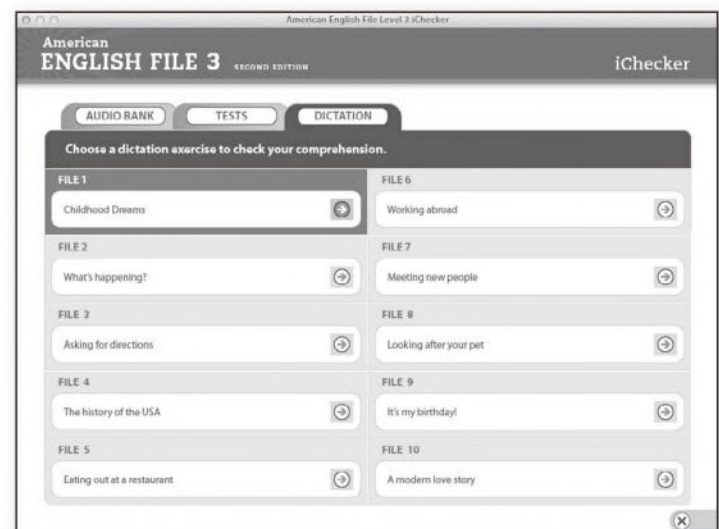 American English File Level 3 iChecker
American
ENGLISH FILE 3 SECOND EDITION
iChecker
AUDIO BANK
TESTS
DICTATION
Choose a dictation exercise to check your comprehension.
FILE 1
Childhood Dreams
FILE 2
What's happening?
FILE 3
Asking for directions
FILE 4
The history of the USA
FILE 5
Eating out at a restaurant
FILE 6
Working abroad
FILE 7
Meeting new people
FILE 8
Looking after your pet
FILE 9
It's my birthday!
FILE 10
A modern love story